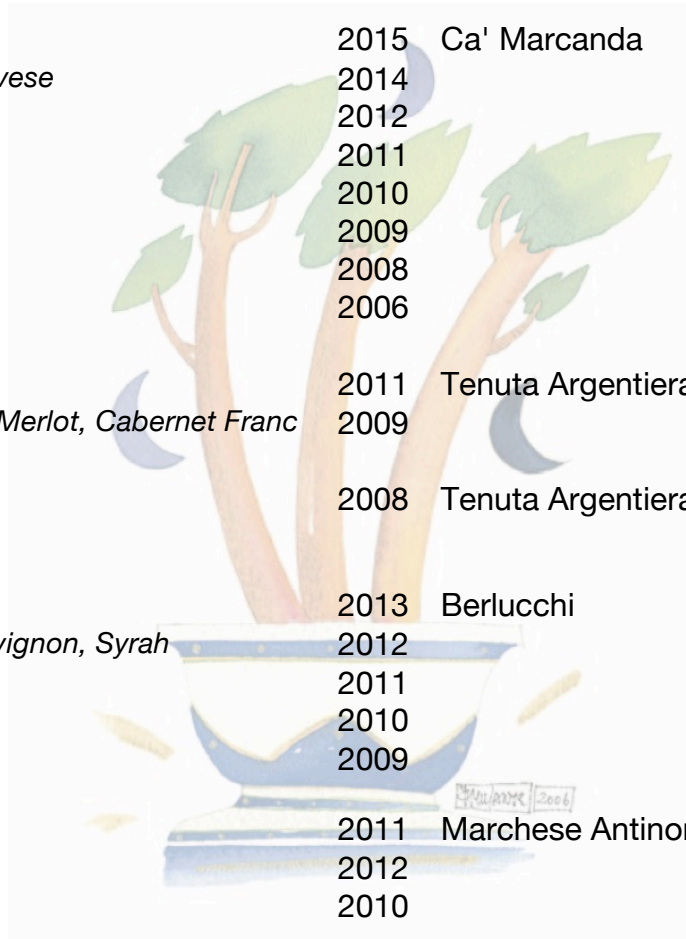 2015 Ca' Marcanda
vese 2014
2012
2011
2010
2009
2008
2006
2011 Tenuta Argentiera
Merlot, Cabernet Franc 2009
2008 Tenuta Argentiera
2013 Berlucchi
vignon, Syrah 2012
2011
2010
2009
2006
2011 Marchese Antinor
2012
2010